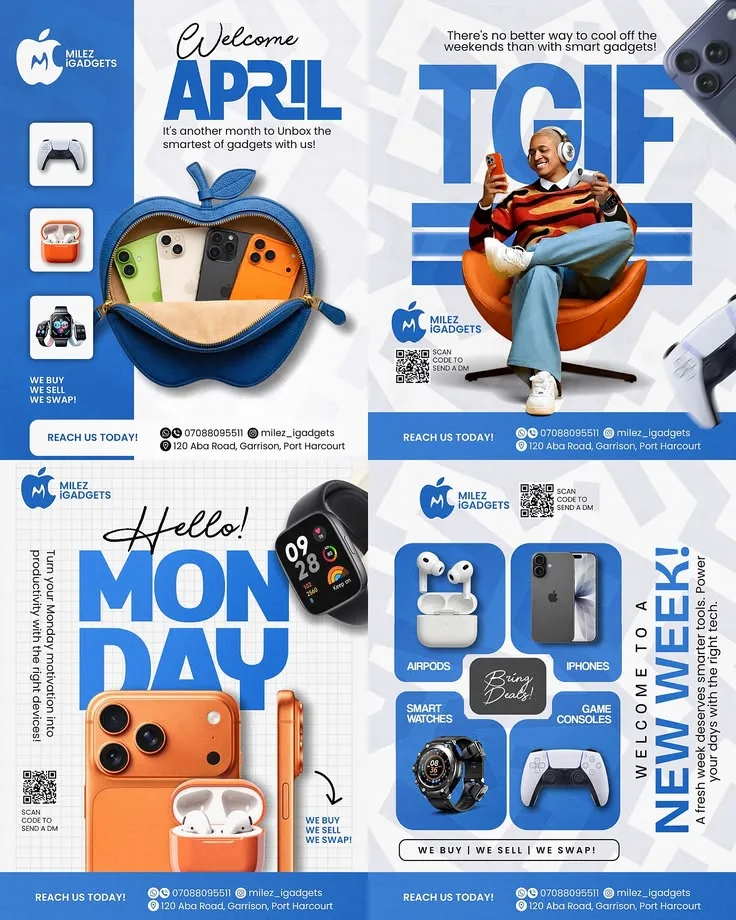 MILEZ
iGADGETS
Welcome
APRIL
It's another month to Unbox the
smartest of gadgets with us!
WE BUY
WE SELL
WE SWAP!
REACH US TODAY!
07088095511 milez_igadgets
120 Aba Road, Garrison, Port Harcourt
There's no better way to cool off the
weekends than with smart gadgets!
TGIF
MILEZ
iGADGETS
SCAN
CODE TO
SEND A DM
REACH US TODAY!
07088095511 milez_igadgets
120 Aba Road, Garrison, Port Harcourt
MILEZ
iGADGETS
Hello!
MON
DAY
Turn your Monday motivation into
productivity with the right devices!
09
28
102
2560
Keep on
SCAN
CODE TO
SEND A DM
WE BUY
WE SELL
WE SWAP!
REACH US TODAY!
07088095511 milez_igadgets
120 Aba Road, Garrison, Port Harcourt
MILEZ
iGADGETS
SCAN
CODE TO
SEND A DM
AIRPODS
IPHONES
Bring
Deals!
SMART
WATCHES
GAME
CONSOLES
08
36
WELCOME TO A
NEW WEEK!
A fresh week deserves smarter tools. Power
your days with the right tech.
WE BUY | WE SELL | WE SWAP!
REACH US TODAY!
07088095511 milez_igadgets
120 Aba Road, Garrison, Port Harcourt